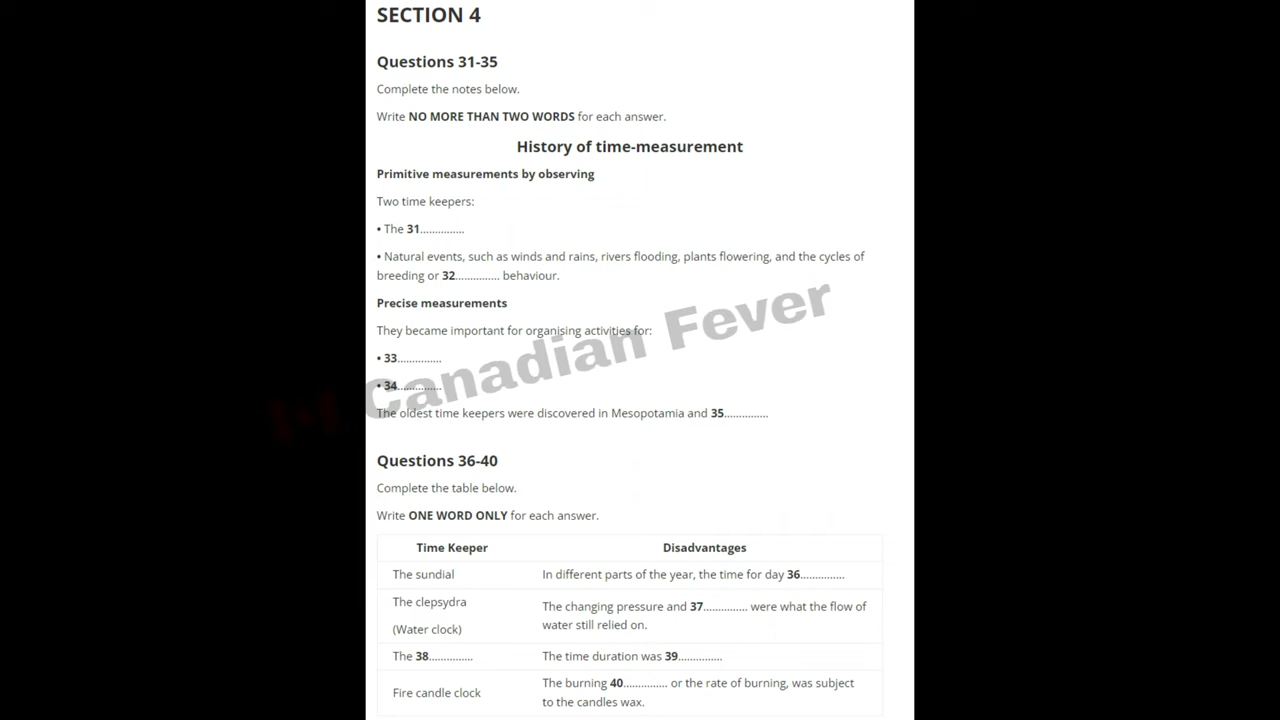 SECTION 4
Questions 31-35
Complete the notes below.
Write NO MORE THAN TWO WORDS for each answer.
History of time-measurement
Primitive measurements by observing
Two time keepers:
• The 31..............
• Natural events, such as winds and rains, rivers flooding, plants flowering, and the cycles of
breeding or 32.............. behaviour.
Precise measurements
They became important for organising activities for:
• 33..............
• 34..............
The oldest time keepers were discovered in Mesopotamia and 35..............
Canadian Fever
Questions 36-40
Complete the table below.
Write ONE WORD ONLY for each answer.
Time Keeper Disadvantages
The sundial In different parts of the year, the time for day 36..............
The clepsydra
(Water clock)
The changing pressure and 37.............. were what the flow of
water still relied on.
The 38.............. The time duration was 39..............
Fire candle clock
The burning 40.............. or the rate of burning, was subject
to the candles wax.